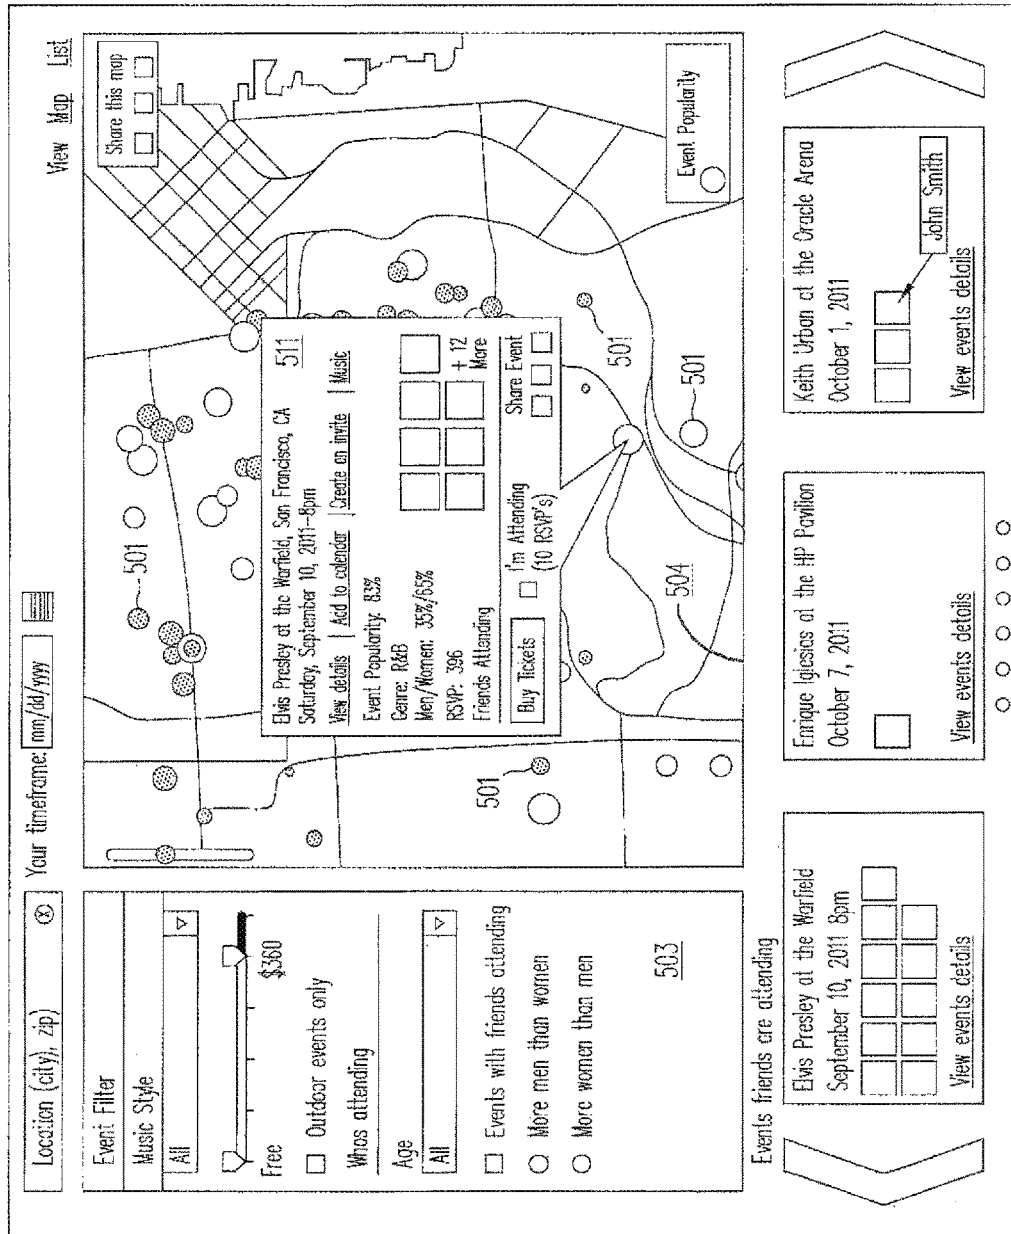 Location (city), zip)
Your timeframe: mm/dd/yyyy
View Map List
Event Filter
Music Style
All
Free
$360
Outdoor events only
Whos attending
Age
All
Events with friends attending
More men than women
More women than men
503
Share this map
501
Elvis Presley at the Warfield, San Francisco, CA
511
Saturday, September 10, 2011-8pm
View details | Add to calendar | Create an invite | Music
Event Popularity: 83%
Genre: R&B
Men/Women: 35%/65%
RSVP: 396
Friends Attending
+ 12
More
Buy Tickets
I'm Attending
(10 RSVP's)
Share Event
501
501
501
504
Event Popularity
Events friends are attending
Elvis Presley at the Warfield
September 10, 2011 8pm
View events details
Enrique Iglesias at the HP Pavilion
October 7, 2011
View events details
Keith Urban at the Oracle Arena
October 1, 2011
John Smith
View events details